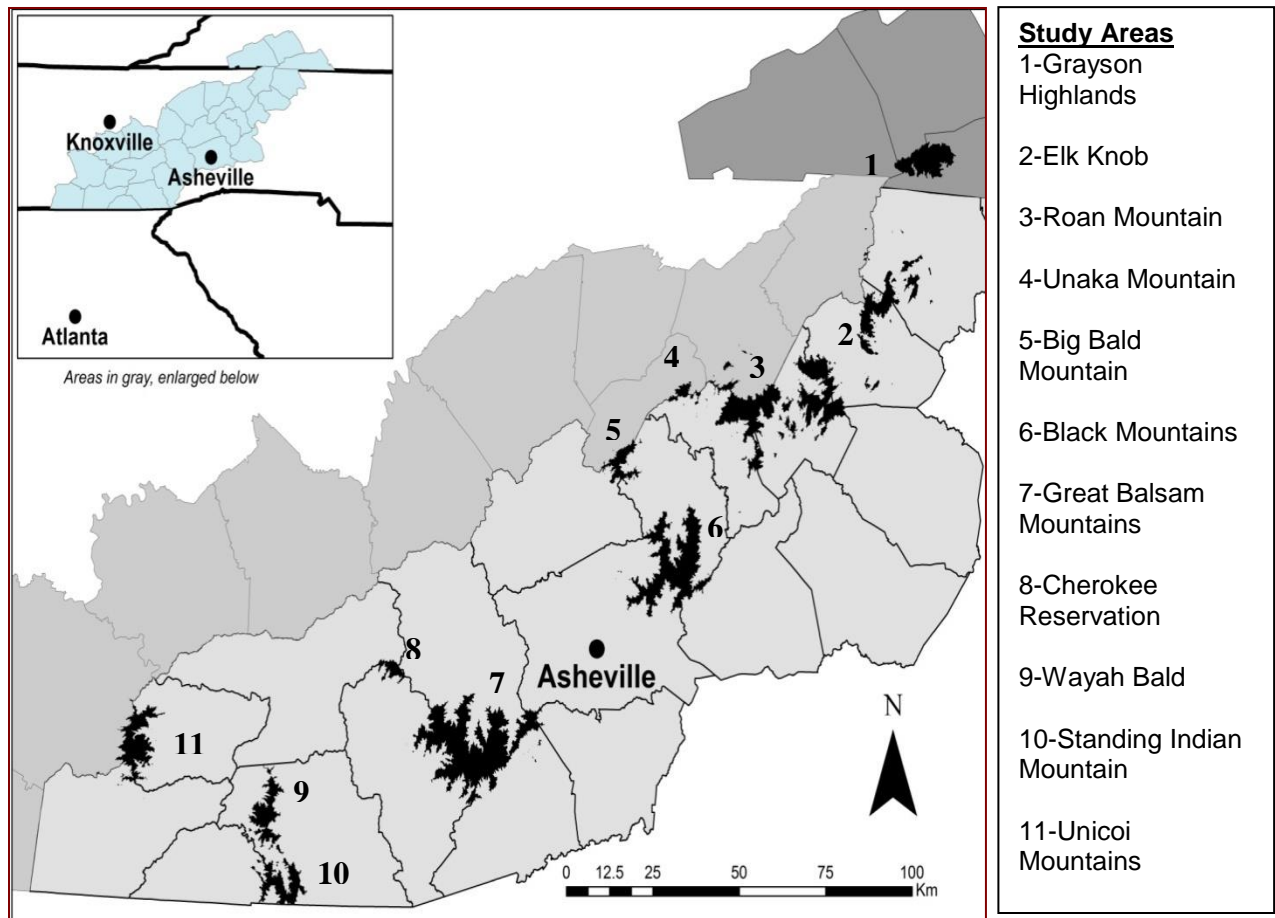 Knoxville
Asheville
Atlanta
Areas in gray, enlarged below
1
2
3
4
5
6
7
8
9
10
11
Asheville
N
0 12.5 25 50 75 100
Km
Study Areas
1-Grayson
Highlands
2-Elk Knob
3-Roan Mountain
4-Unaka Mountain
5-Big Bald
Mountain
6-Black Mountains
7-Great Balsam
Mountains
8-Cherokee
Reservation
9-Wayah Bald
10-Standing Indian
Mountain
11-Unicoi
Mountains